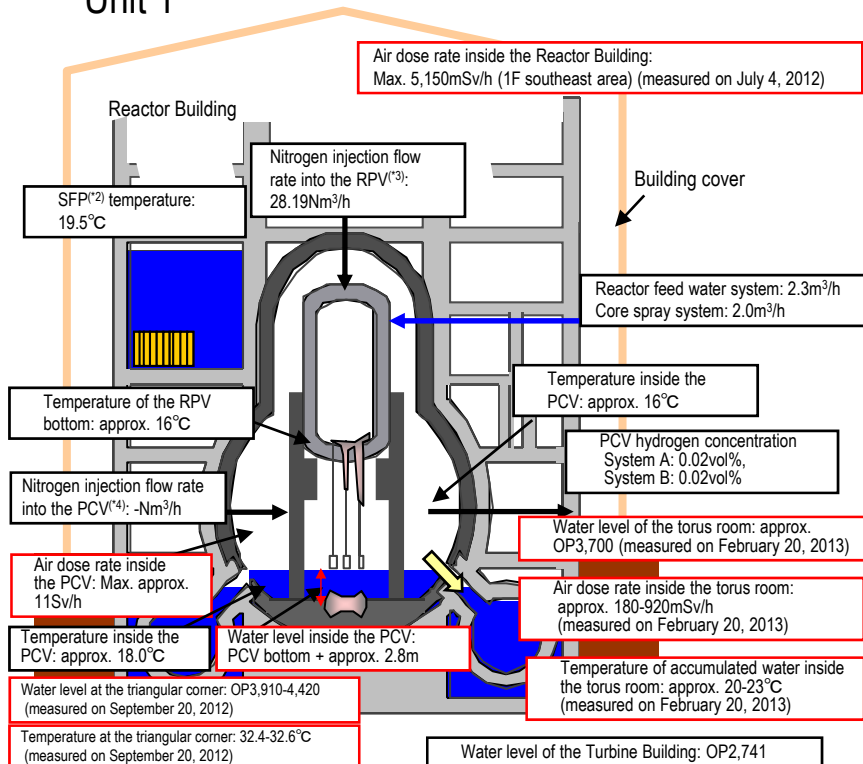 Unit 1
Air dose rate inside the Reactor Building:
Max. 5,150mSv/h (1F southeast area) (measured on July 4, 2012)
Reactor Building
Nitrogen injection flow
rate into the RPV(*3):
28.19Nm3/h
Building cover
SFP(*2) temperature:
19.5℃
Reactor feed water system: 2.3m3/h
Core spray system: 2.0m3/h
Temperature inside the
PCV: approx. 16℃
Temperature of the RPV
bottom: approx. 16℃
PCV hydrogen concentration
System A: 0.02vol%,
System B: 0.02vol%
Nitrogen injection flow rate
into the PCV(*4): -Nm3/h
Water level of the torus room: approx.
OP3,700 (measured on February 20, 2013)
Air dose rate inside
the PCV: Max. approx.
11Sv/h
Air dose rate inside the torus room:
approx. 180-920mSv/h
(measured on February 20, 2013)
Temperature inside the
PCV: approx. 18.0℃
Water level inside the PCV:
PCV bottom + approx. 2.8m
Temperature of accumulated water inside
the torus room: approx. 20-23℃
(measured on February 20, 2013)
Water level at the triangular corner: OP3,910-4,420
(measured on September 20, 2012)
Temperature at the triangular corner: 32.4-32.6℃
(measured on September 20, 2012)
Water level of the Turbine Building: OP2,741